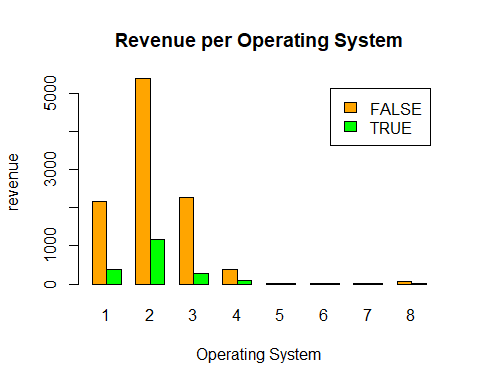 Revenue per Operating System
FALSE
TRUE
revenue
5000
3000
1000
0
1 2 3 4 5 6 7 8
Operating System